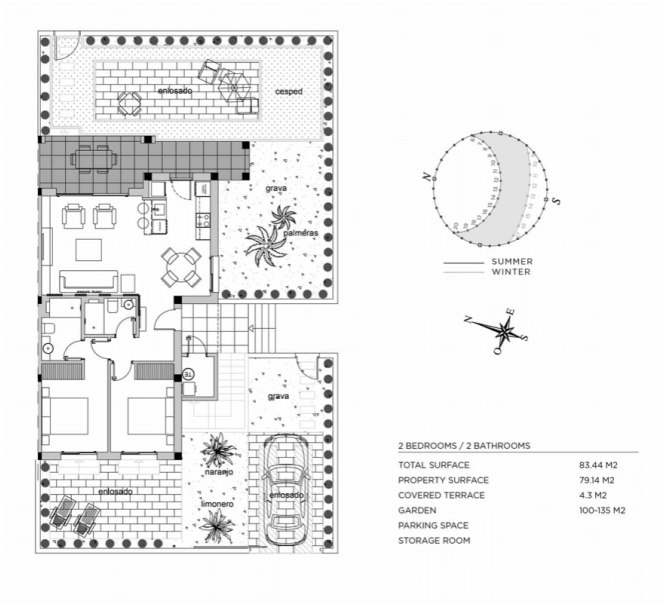 enlosado
cesped
grava
palmeras
TE
grava
naranjo
enlosado
limonero
enlosado
N
S
SUMMER
WINTER
N
E
S
O
2 BEDROOMS / 2 BATHROOMS
TOTAL SURFACE 83.44 M2
PROPERTY SURFACE 79.14 M2
COVERED TERRACE 4.3 M2
GARDEN 100-135 M2
PARKING SPACE
STORAGE ROOM